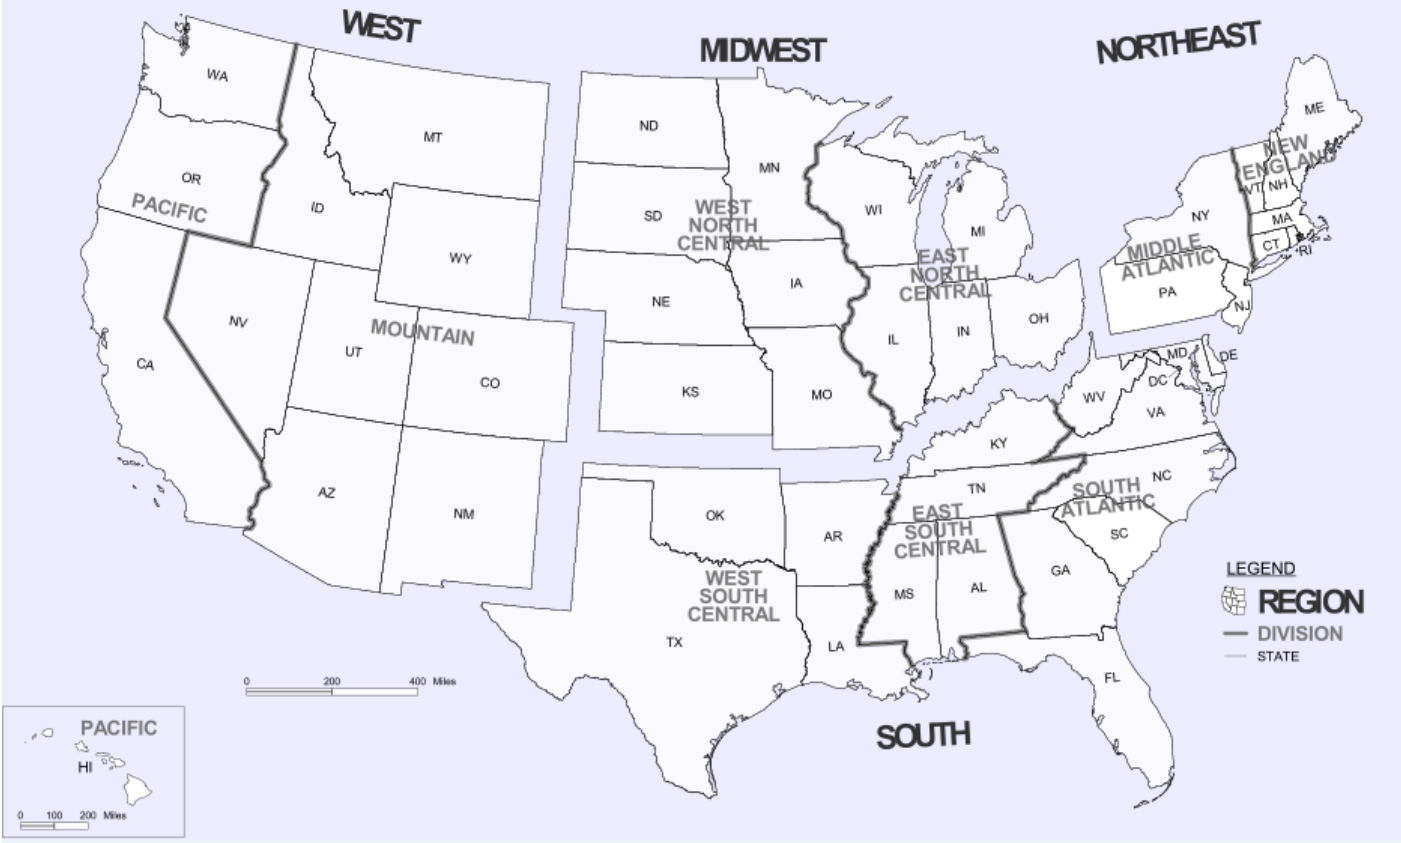 WEST
MIDWEST
NORTHEAST
WA
MT
ND
MN
ME
OR
ID
SD
WI
MI
NY
VT
NH
NEW
ENGLAND
MA
CT
RI
PACIFIC
WEST
NORTH
CENTRAL
MIDDLE
ATLANTIC
PA
NJ
WY
NE
IA
EAST
NORTH
CENTRAL
NV
UT
MOUNTAIN
CO
CA
KS
MO
IL
IN
OH
MD
DE
DC
WV
VA
KY
AZ
NM
OK
AR
TN
NC
SOUTH
ATLANTIC
SC
EAST
SOUTH
CENTRAL
WEST
SOUTH
CENTRAL
MS
AL
GA
TX
LA
FL
SOUTH
LEGEND
REGION
DIVISION
STATE
0 200 400 Miles
PACIFIC
HI
0 100 200 Miles